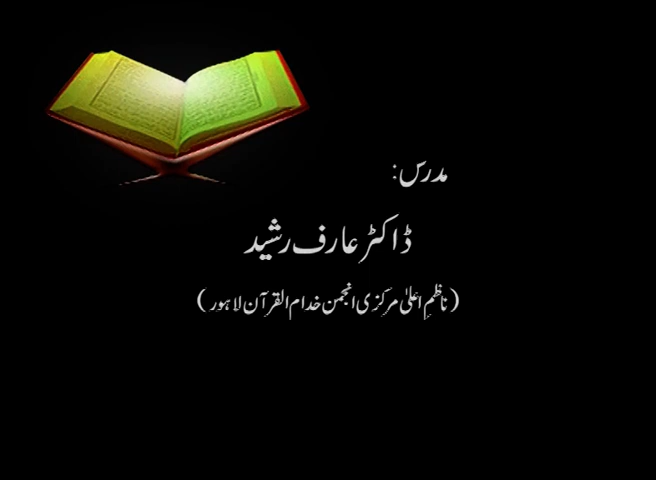 مدرس:
ڈاکٹر عارف رشید
(ناظمِ اعلیٰ مرکزی انجمن خدام القرآن لاہور)